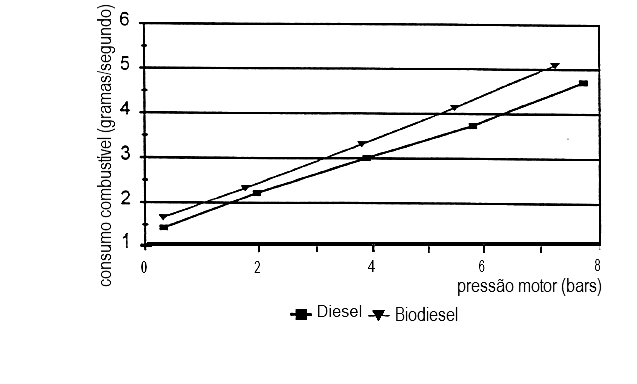 consumo combustível (gramas/segundo)
6
5
4
3
2
1
0 2 4 6 8
pressão motor (bars)
Diesel Biodiesel